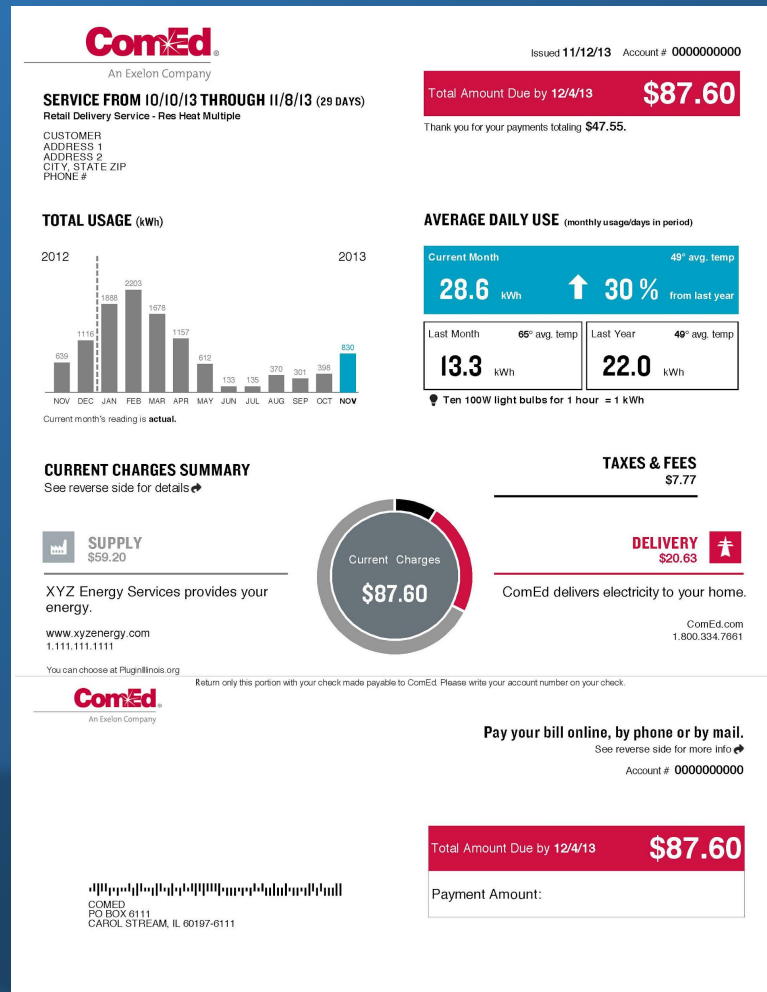 ComEd®
An Exelon Company
Issued 11/12/13 Account # 0000000000
SERVICE FROM 10/10/13 THROUGH 11/8/13 (29 DAYS)
Retail Delivery Service - Res Heat Multiple
CUSTOMER
ADDRESS 1
ADDRESS 2
CITY, STATE ZIP
PHONE #
Total Amount Due by 12/4/13 $87.60
Thank you for your payments totaling $47.55.
TOTAL USAGE (kWh)
2012 2013
639 1116 1888 2203 1678 1157 612 133 135 370 301 398 830
NOV DEC JAN FEB MAR APR MAY JUN JUL AUG SEP OCT NOV
Current month's reading is actual.
AVERAGE DAILY USE (monthly usage/days in period)
Current Month 49° avg. temp
28.6 kWh 30 % from last year
Last Month 65° avg. temp
13.3 kWh
Last Year 49° avg. temp
22.0 kWh
Ten 100W light bulbs for 1 hour = 1 kWh
CURRENT CHARGES SUMMARY
See reverse side for details
SUPPLY
$59.20
XYZ Energy Services provides your
energy.
www.xyzenergy.com
1.111.111.1111
You can choose at PluginIllinois.org
Current Charges
$87.60
TAXES & FEES
$7.77
DELIVERY
$20.63
ComEd delivers electricity to your home.
ComEd.com
1.800.334.7661
Return only this portion with your check made payable to ComEd. Please write your account number on your check.
ComEd®
An Exelon Company
Pay your bill online, by phone or by mail.
See reverse side for more info
Account # 0000000000
Total Amount Due by 12/4/13 $87.60
Payment Amount:
COMED
PO BOX 6111
CAROL STREAM, IL 60197-6111